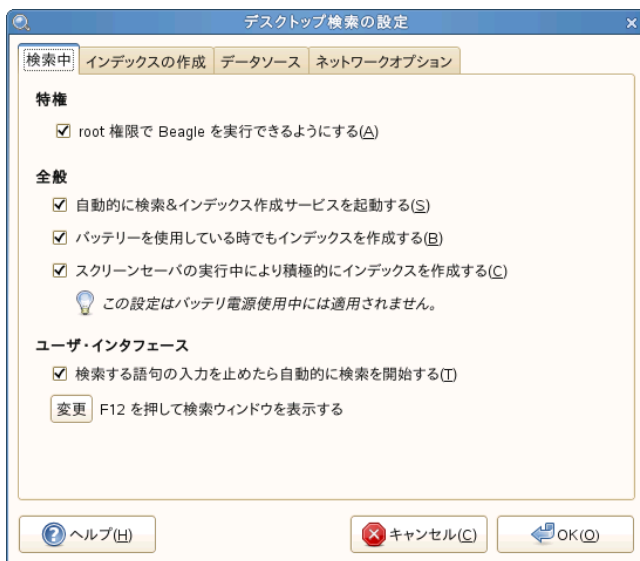 デスクトップ検索の設定
検索中 インデックスの作成 データソース ネットワークオプション
特権
root 権限で Beagle を実行できるようにする(A)
全般
自動的に検索&インデックス作成サービスを起動する(S)
バッテリーを使用している時でもインデックスを作成する(B)
スクリーンセーバの実行中により積極的にインデックスを作成する(C)
この設定はバッテリ電源使用中には適用されません。
ユーザ・インタフェース
検索する語句の入力を止めたら自動的に検索を開始する(T)
変更 F12 を押して検索ウィンドウを表示する
ヘルプ(H) キャンセル(C) OK(O)